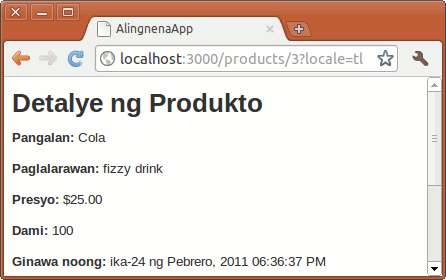 AlingnenaApp
localhost:3000/products/3?locale=tl
Detalye ng Produkto
Pangalan: Cola
Paglalarawan: fizzy drink
Presyo: $25.00
Dami: 100
Ginawa noong: ika-24 ng Pebrero, 2011 06:36:37 PM